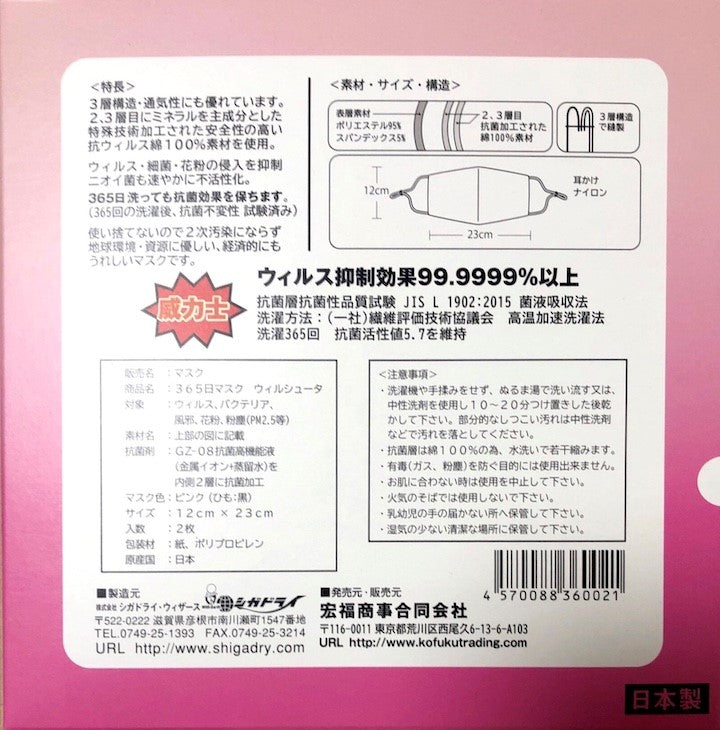 <特長>
3層構造・通気性にも優れています。
2、3層目にミネラルを主成分とした
特殊技術加工された安全性の高い
抗ウィルス綿100%素材を使用。
ウィルス・細菌・花粉の侵入を抑制
ニオイ菌も速やかに不活性化。
365日洗っても抗菌効果を保ちます。
(365回の洗濯後、抗菌不変性 試験済み)
使い捨てないので2次汚染にならず
地球環境・資源に優しい、経済的にも
うれしいマスクです。
<素材・サイズ・構造>
表層素材
ポリエステル95%
スパンデックス5%
2、3層目
抗菌加工された
綿100%素材
3層構造
で縫製
12cm
23cm
耳かけ
ナイロン
威力士
ウィルス抑制効果99.9999%以上
抗菌層抗菌性品質試験 JIS L 1902:2015 菌液吸収法
洗濯方法：(一社)繊維評価技術協議会 高温加速洗濯法
洗濯365回 抗菌活性値5.7を維持
販売名：マスク
商品名：365日マスク ウィルシュータ
対象：ウィルス、バクテリア、
風邪、花粉、粉塵(PM2.5等)
素材名：上部の図に記載
抗菌剤：GZ-08抗菌高機能液
(金属イオン+蒸留水)を
内側2層に抗菌加工
マスク色：ピンク (ひも：黒)
サイズ：12cm×23cm
入数：2枚
包装材：紙、ポリプロピレン
原産国：日本
<注意事項>
・洗濯機や手揉みをせず、ぬるま湯で洗い流す又は、
中性洗剤を使用し10～20分つけ置きした後乾
かして下さい。部分的なしつこい汚れは中性洗剤
などで汚れを落としてください。
・抗菌層は綿100%の為、水洗いで若干縮みます。
・有毒(ガス、粉塵)を防ぐ目的には使用出来ません。
・お肌に合わない時は使用を中止して下さい。
・火気のそばでは使用しないで下さい。
・乳幼児の手の届かない所へ保管して下さい。
・湿気の少ない清潔な場所に保管して下さい。
4 570088 360021
■製造元
株式会社 シガドライ・ウィザース シガドライ
〒522-0222 滋賀県彦根市南川瀬町1547番地
TEL.0749-25-1393 FAX.0749-25-3214
URL http://www.shigadry.com/
■発売元・販売元
宏福商事合同会社
〒116-0011 東京都荒川区西尾久6-13-6-A103
URL http://www.kofukutrading.com/
日本製